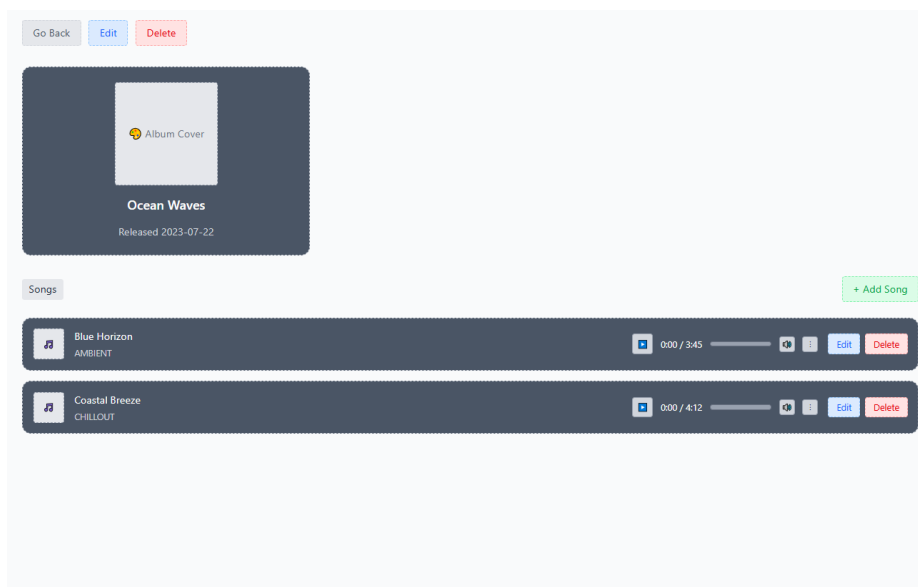 Go Back Edit Delete
Album Cover
Ocean Waves
Released 2023-07-22
Songs + Add Song
Blue Horizon
AMBIENT
0:00 / 3:45 Edit Delete
Coastal Breeze
CHILLOUT
0:00 / 4:12 Edit Delete